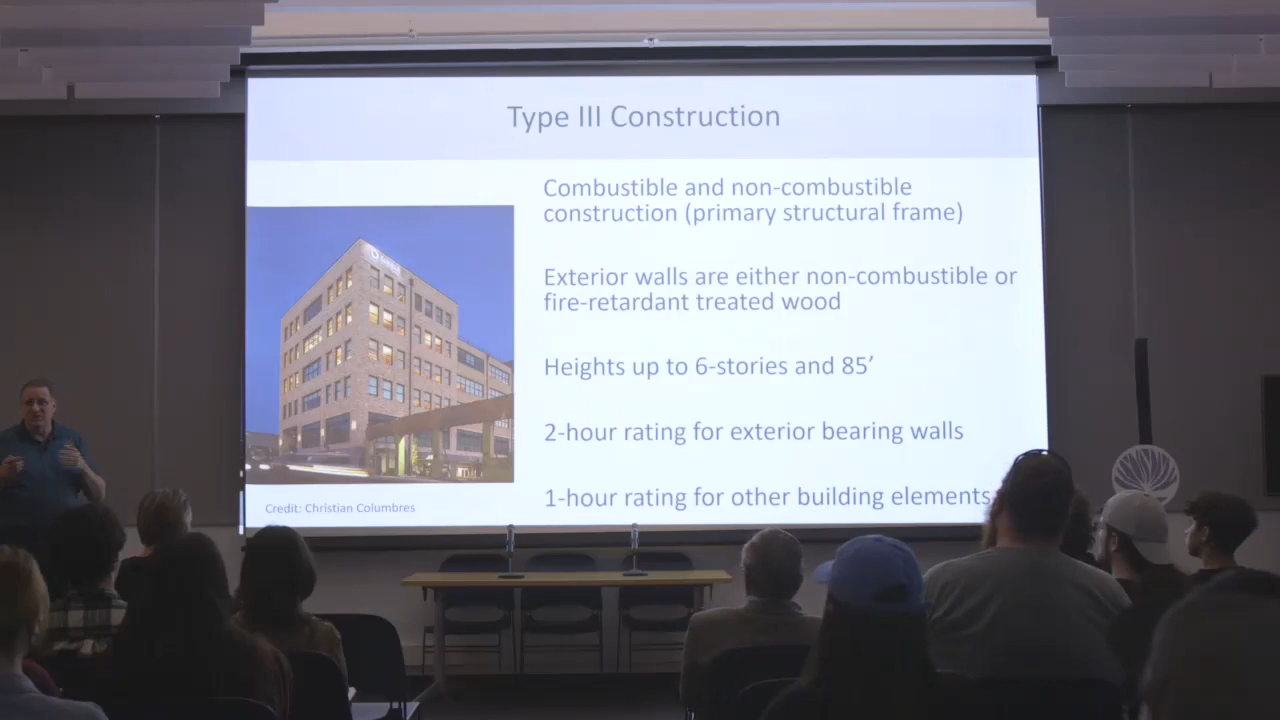 Type III Construction
Combustible and non-combustible
construction (primary structural frame)
Exterior walls are either non-combustible or
fire-retardant treated wood
Heights up to 6-stories and 85’
2-hour rating for exterior bearing walls
1-hour rating for other building elements
Credit: Christian Columbres